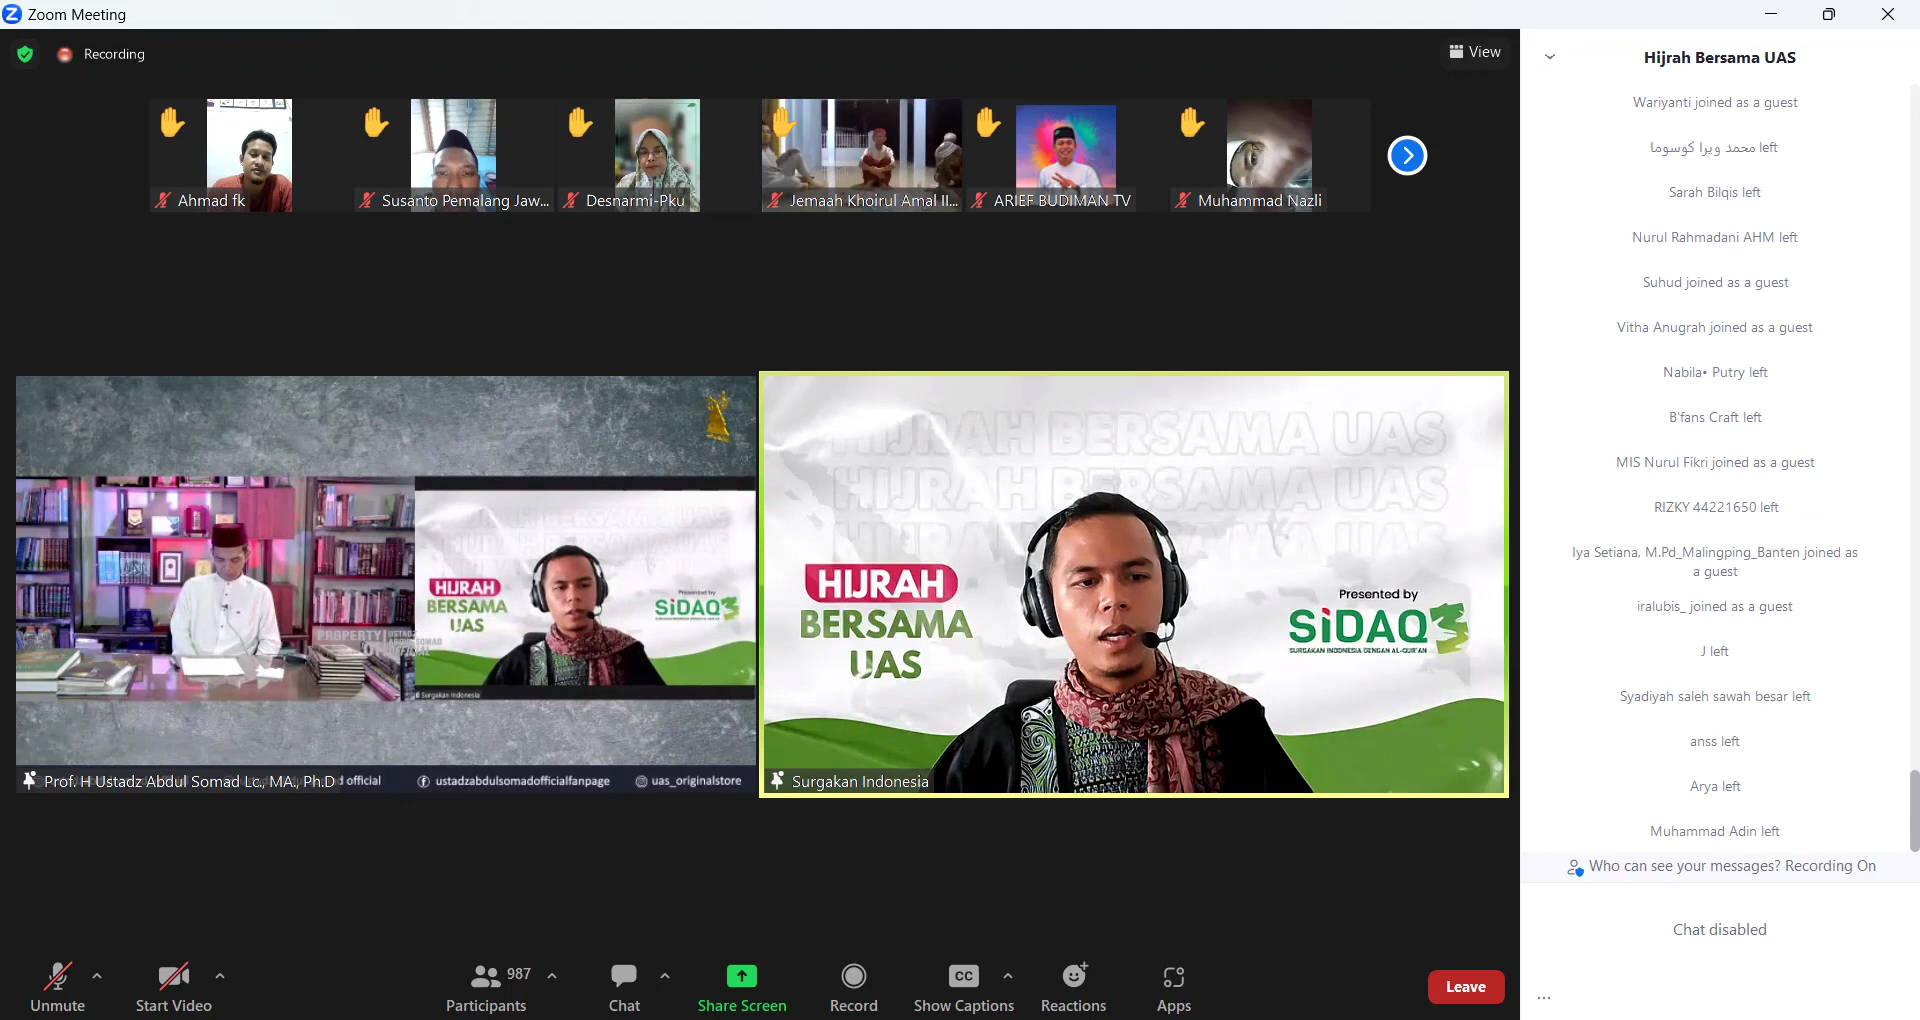 Zoom Meeting
Recording
View
Ahmad fk
Susanto Pemalang Jaw...
Desnarmi-Pku
Jemaah Khoirul Amal II...
ARIEF BUDIMAN TV
Muhammad Nazli
HIJRAH BERSAMA UAS
HIJRAH BERSAMA UAS
HIJRAH
BERSAMA
UAS
Presented by
SiDAQ
PROPERTY
Surgakan Indonesia
Prof. H Ustadz Abdul Somad Lc., MA., Ph.D
official
ustadzabdulsomadofficialfanpage
uas_originalstore
HIJRAH
BERSAMA
UAS
Presented by
SiDAQ
SURGAKAN INDONESIA DENGAN AL-QUR'AN
Surgakan Indonesia
Hijrah Bersama UAS
Wariyanti joined as a guest
محمد ويرا كوسوما left
Sarah Bilqis left
Nurul Rahmadani AHM left
Suhud joined as a guest
Vitha Anugrah joined as a guest
Nabila• Putry left
B'fans Craft left
MIS Nurul Fikri joined as a guest
RIZKY 44221650 left
Iya Setiana, M.Pd_Malingping_Banten joined as
a guest
iralubis_ joined as a guest
J left
Syadiyah saleh sawah besar left
anss left
Arya left
Muhammad Adin left
Who can see your messages? Recording On
Chat disabled
...
Unmute
Start Video
987
Participants
Chat
Share Screen
Record
CC
Show Captions
Reactions
Apps
Leave